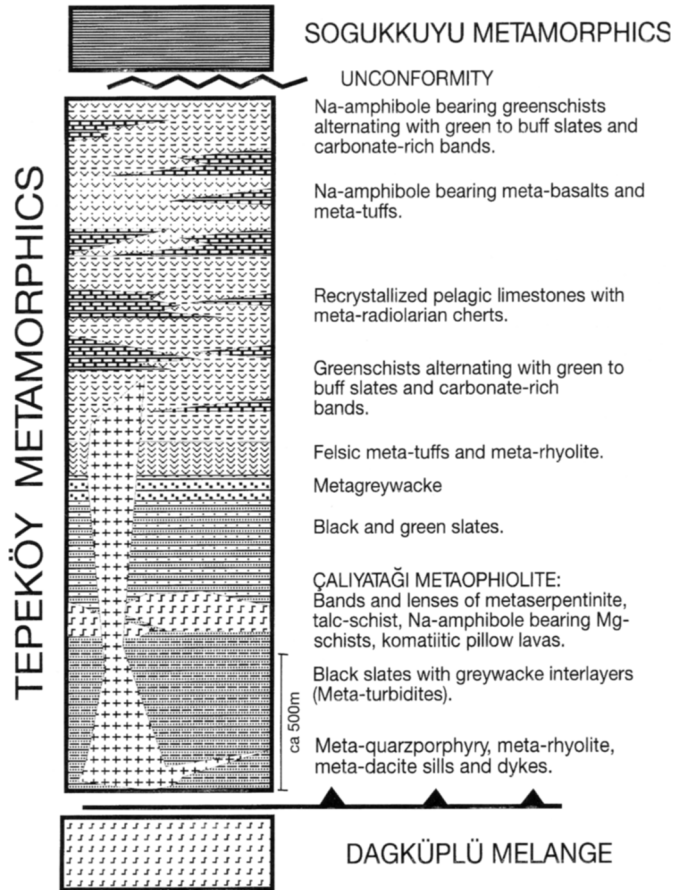 SOGUKKUYU METAMORPHICS
UNCONFORMITY
TEPEKÖY METAMORPHICS
Na-amphibole bearing greenschists
alternating with green to buff slates and
carbonate-rich bands.
Na-amphibole bearing meta-basalts and
meta-tuffs.
Recrystallized pelagic limestones with
meta-radiolarian cherts.
Greenschists alternating with green to
buff slates and carbonate-rich
bands.
Felsic meta-tuffs and meta-rhyolite.
Metagreywacke
Black and green slates.
ÇALIYATAĞI METAOPHIOLITE:
Bands and lenses of metaserpentinite,
talc-schist, Na-amphibole bearing Mg-
schists, komatiitic pillow lavas.
Black slates with greywacke interlayers
(Meta-turbidites).
ca 500m
Meta-quarzporphyry, meta-rhyolite,
meta-dacite sills and dykes.
DAGKÜPLÜ MELANGE